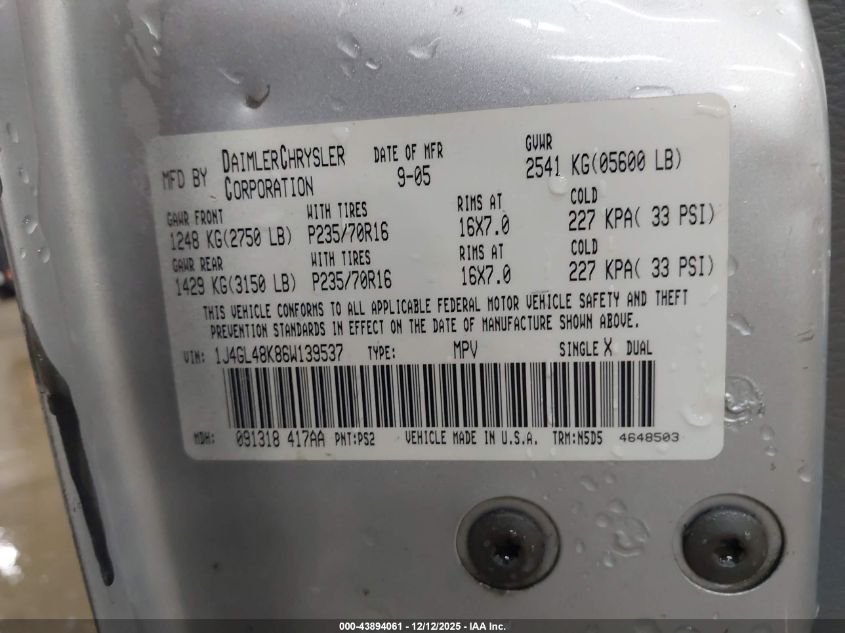 MFD BY DAIMLERCHRYSLER CORPORATION DATE OF MFR 9-05 GVWR 2541 KG(05600 LB)
GAWR FRONT WITH TIRES RIMS AT COLD
1248 KG(2750 LB) P235/70R16 16X7.0 227 KPA( 33 PSI)
GAWR REAR WITH TIRES RIMS AT COLD
1429 KG(3150 LB) P235/70R16 16X7.0 227 KPA( 33 PSI)
THIS VEHICLE CONFORMS TO ALL APPLICABLE FEDERAL MOTOR VEHICLE SAFETY AND THEFT
PREVENTION STANDARDS IN EFFECT ON THE DATE OF MANUFACTURE SHOWN ABOVE.
VIN: 1J4GL48K86W139537 TYPE: MPV SINGLE X DUAL
MDH: 091318 417AA PNT:PS2 VEHICLE MADE IN U.S.A. TRM:N5D5 4648503
000-43894061 - 12/12/2025 - IAA Inc.